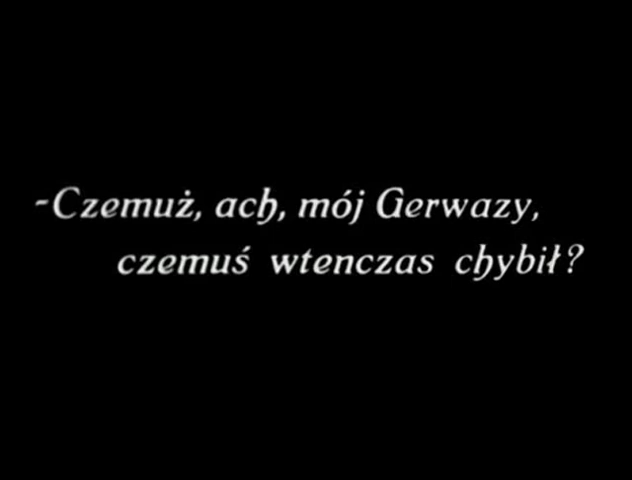 -Czemuż, ach, mój Gerwazy,
czemuś wtenczas chybił?